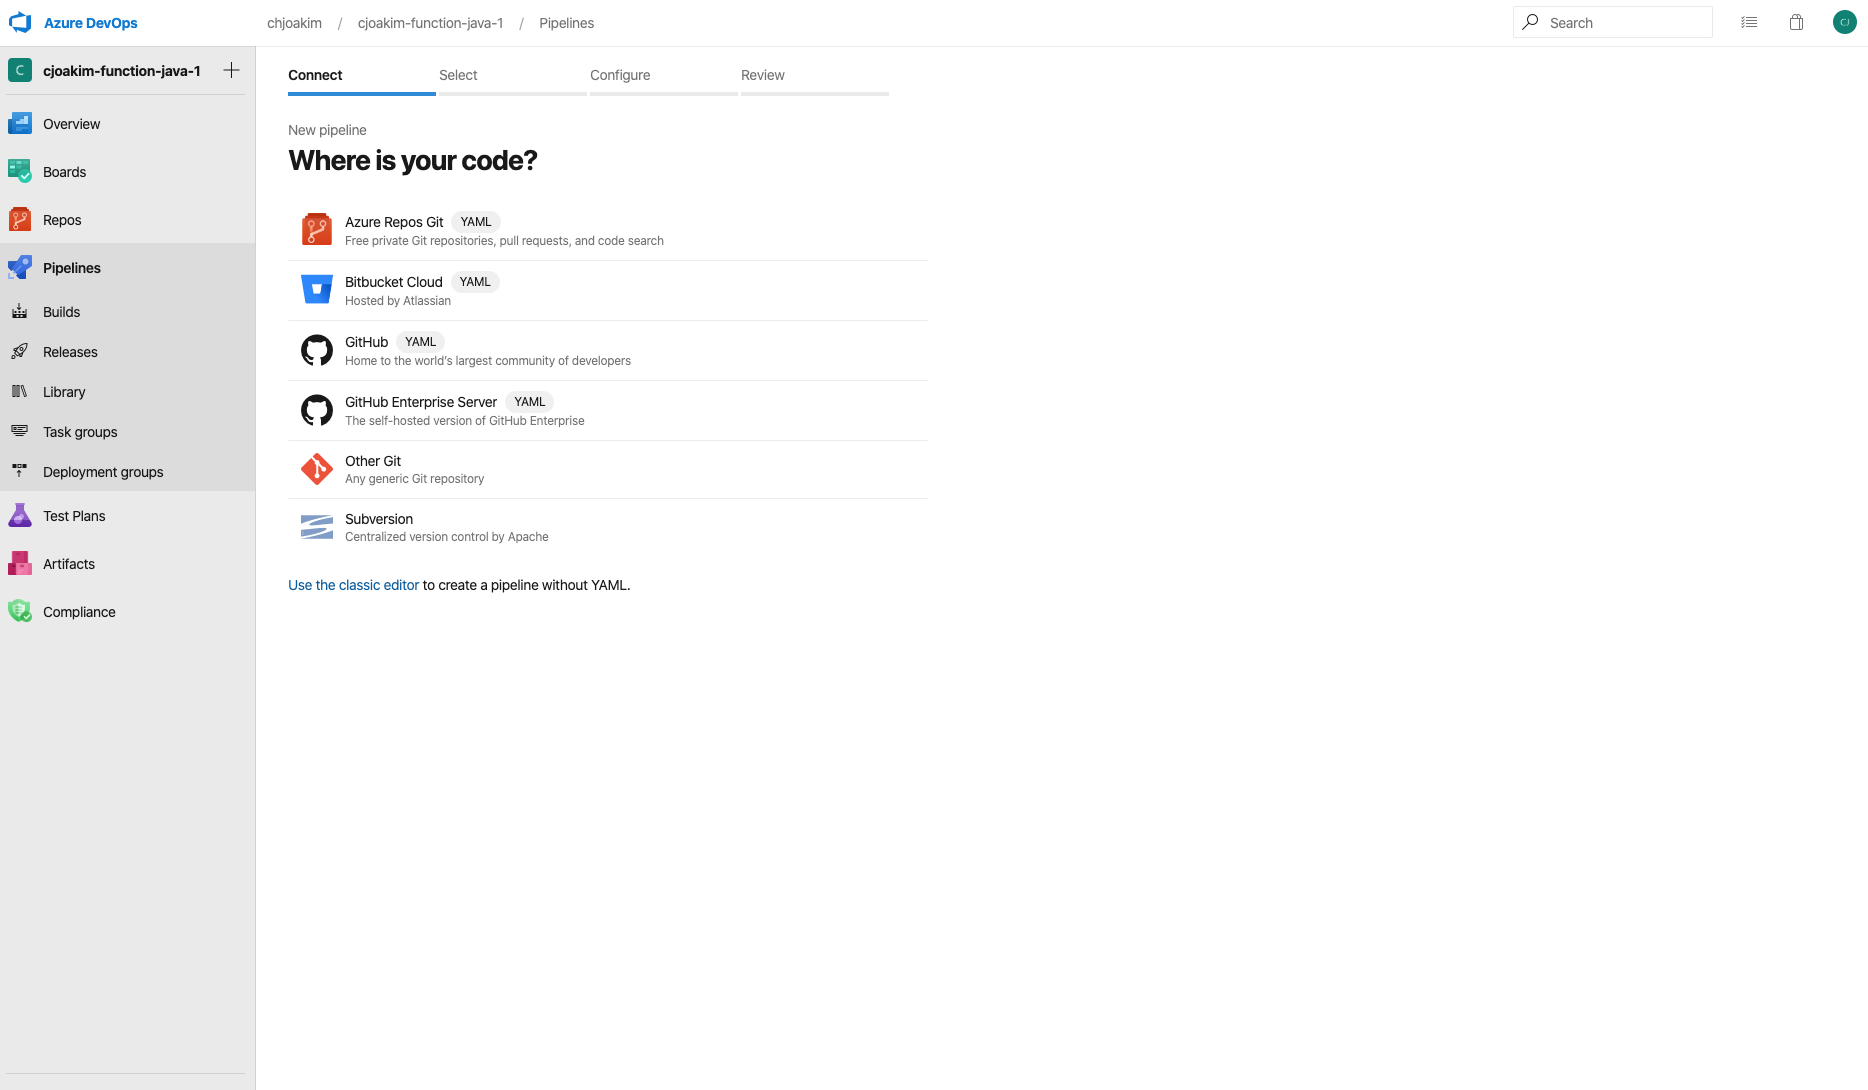 Azure DevOps
chjoakim / cjoakim-function-java-1 / Pipelines
Search
CJ
C cjoakim-function-java-1
Overview
Boards
Repos
Pipelines
Builds
Releases
Library
Task groups
Deployment groups
Test Plans
Artifacts
Compliance
Connect Select Configure Review
New pipeline
Where is your code?
Azure Repos Git YAML
Free private Git repositories, pull requests, and code search
Bitbucket Cloud YAML
Hosted by Atlassian
GitHub YAML
Home to the world's largest community of developers
GitHub Enterprise Server YAML
The self-hosted version of GitHub Enterprise
Other Git
Any generic Git repository
Subversion
Centralized version control by Apache
Use the classic editor to create a pipeline without YAML.